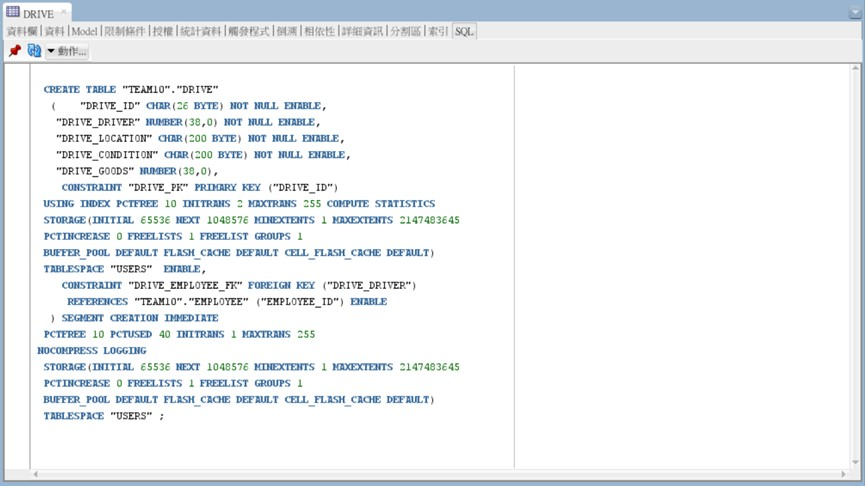 DRIVE
資料欄 資料 Model 限制條件 授權 統計資料 觸發程式 倒溯 相依性 詳細資訊 分割區 索引 SQL
動作...
CREATE TABLE "TEAM10"."DRIVE"
( "DRIVE_ID" CHAR(26 BYTE) NOT NULL ENABLE,
"DRIVE_DRIVER" NUMBER(38,0) NOT NULL ENABLE,
"DRIVE_LOCATION" CHAR(200 BYTE) NOT NULL ENABLE,
"DRIVE_CONDITION" CHAR(200 BYTE) NOT NULL ENABLE,
"DRIVE_GOODS" NUMBER(38,0),
CONSTRAINT "DRIVE_PK" PRIMARY KEY ("DRIVE_ID")
USING INDEX PCTFREE 10 INITRANS 2 MAXTRANS 255 COMPUTE STATISTICS
STORAGE(INITIAL 65536 NEXT 1048576 MINEXTENTS 1 MAXEXTENTS 2147483645
PCTINCREASE 0 FREELISTS 1 FREELIST GROUPS 1
BUFFER_POOL DEFAULT FLASH_CACHE DEFAULT CELL_FLASH_CACHE DEFAULT)
TABLESPACE "USERS" ENABLE,
CONSTRAINT "DRIVE_EMPLOYEE_FK" FOREIGN KEY ("DRIVE_DRIVER")
REFERENCES "TEAM10"."EMPLOYEE" ("EMPLOYEE_ID") ENABLE
) SEGMENT CREATION IMMEDIATE
PCTFREE 10 PCTUSED 40 INITRANS 1 MAXTRANS 255
NOCOMPRESS LOGGING
STORAGE(INITIAL 65536 NEXT 1048576 MINEXTENTS 1 MAXEXTENTS 2147483645
PCTINCREASE 0 FREELISTS 1 FREELIST GROUPS 1
BUFFER_POOL DEFAULT FLASH_CACHE DEFAULT CELL_FLASH_CACHE DEFAULT)
TABLESPACE "USERS" ;